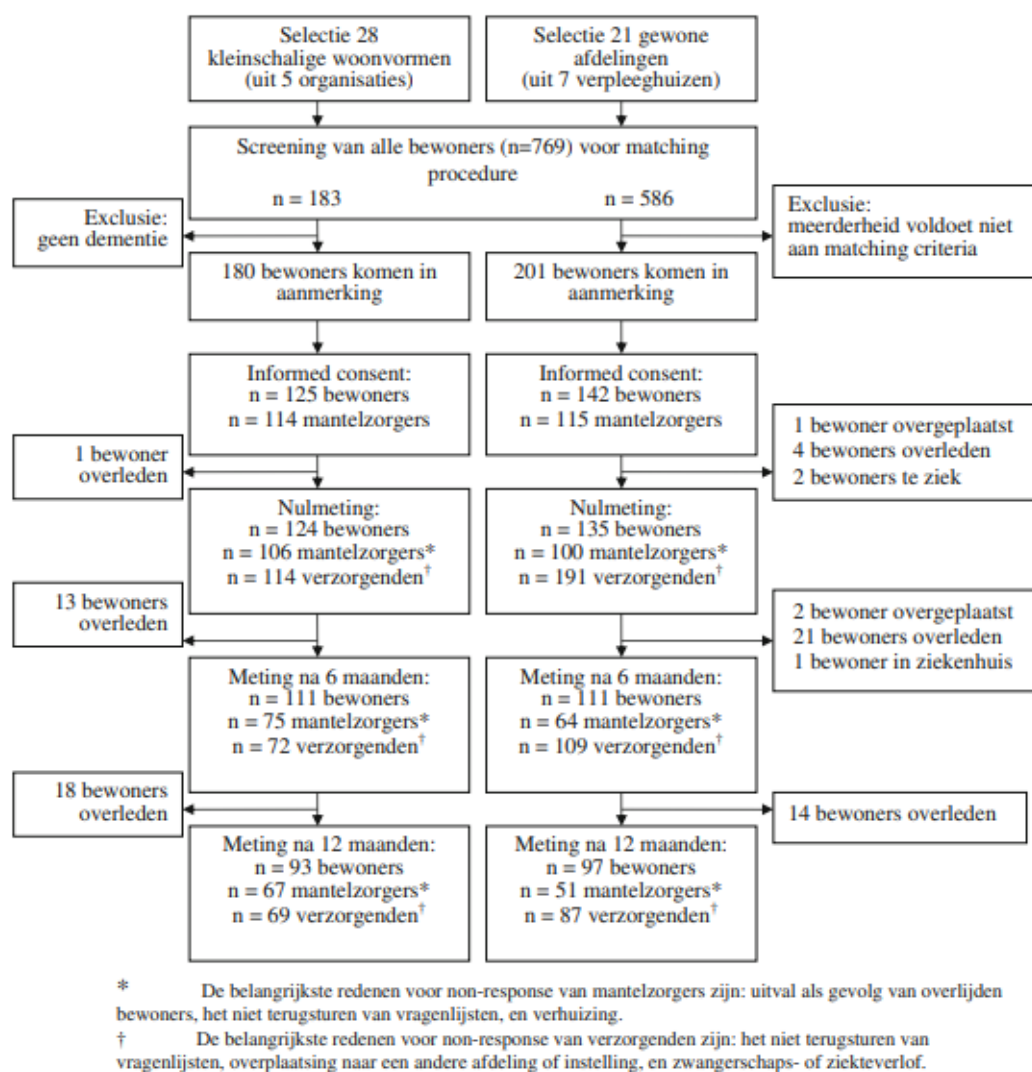 Selectie 28
kleinschalige woonvormen
(uit 5 organisaties)
Selectie 21 gewone
afdelingen
(uit 7 verpleeghuizen)
Screening van alle bewoners (n=769) voor matching
procedure
n = 183
n = 586
Exclusie:
geen dementie
Exclusie:
meerderheid voldoet niet
aan matching criteria
180 bewoners komen in
aanmerking
201 bewoners komen in
aanmerking
Informed consent:
n = 125 bewoners
n = 114 mantelzorgers
Informed consent:
n = 142 bewoners
n = 115 mantelzorgers
1 bewoner
overleden
1 bewoner overgeplaatst
4 bewoners overleden
2 bewoners te ziek
Nulmeting:
n = 124 bewoners
n = 106 mantelzorgers*
n = 114 verzorgenden†
Nulmeting:
n = 135 bewoners
n = 100 mantelzorgers*
n = 191 verzorgenden†
13 bewoners
overleden
2 bewoner overgeplaatst
21 bewoners overleden
1 bewoner in ziekenhuis
Meting na 6 maanden:
n = 111 bewoners
n = 75 mantelzorgers*
n = 72 verzorgenden†
Meting na 6 maanden:
n = 111 bewoners
n = 64 mantelzorgers*
n = 109 verzorgenden†
18 bewoners
overleden
14 bewoners overleden
Meting na 12 maanden:
n = 93 bewoners
n = 67 mantelzorgers*
n = 69 verzorgenden†
Meting na 12 maanden:
n = 97 bewoners
n = 51 mantelzorgers*
n = 87 verzorgenden†
* De belangrijkste redenen voor non-response van mantelzorgers zijn: uitval als gevolg van overlijden
bewoners, het niet terugsturen van vragenlijsten, en verhuizing.
† De belangrijkste redenen voor non-response van verzorgenden zijn: het niet terugsturen van
vragenlijsten, overplaatsing naar een andere afdeling of instelling, en zwangerschaps- of ziekteverlof.